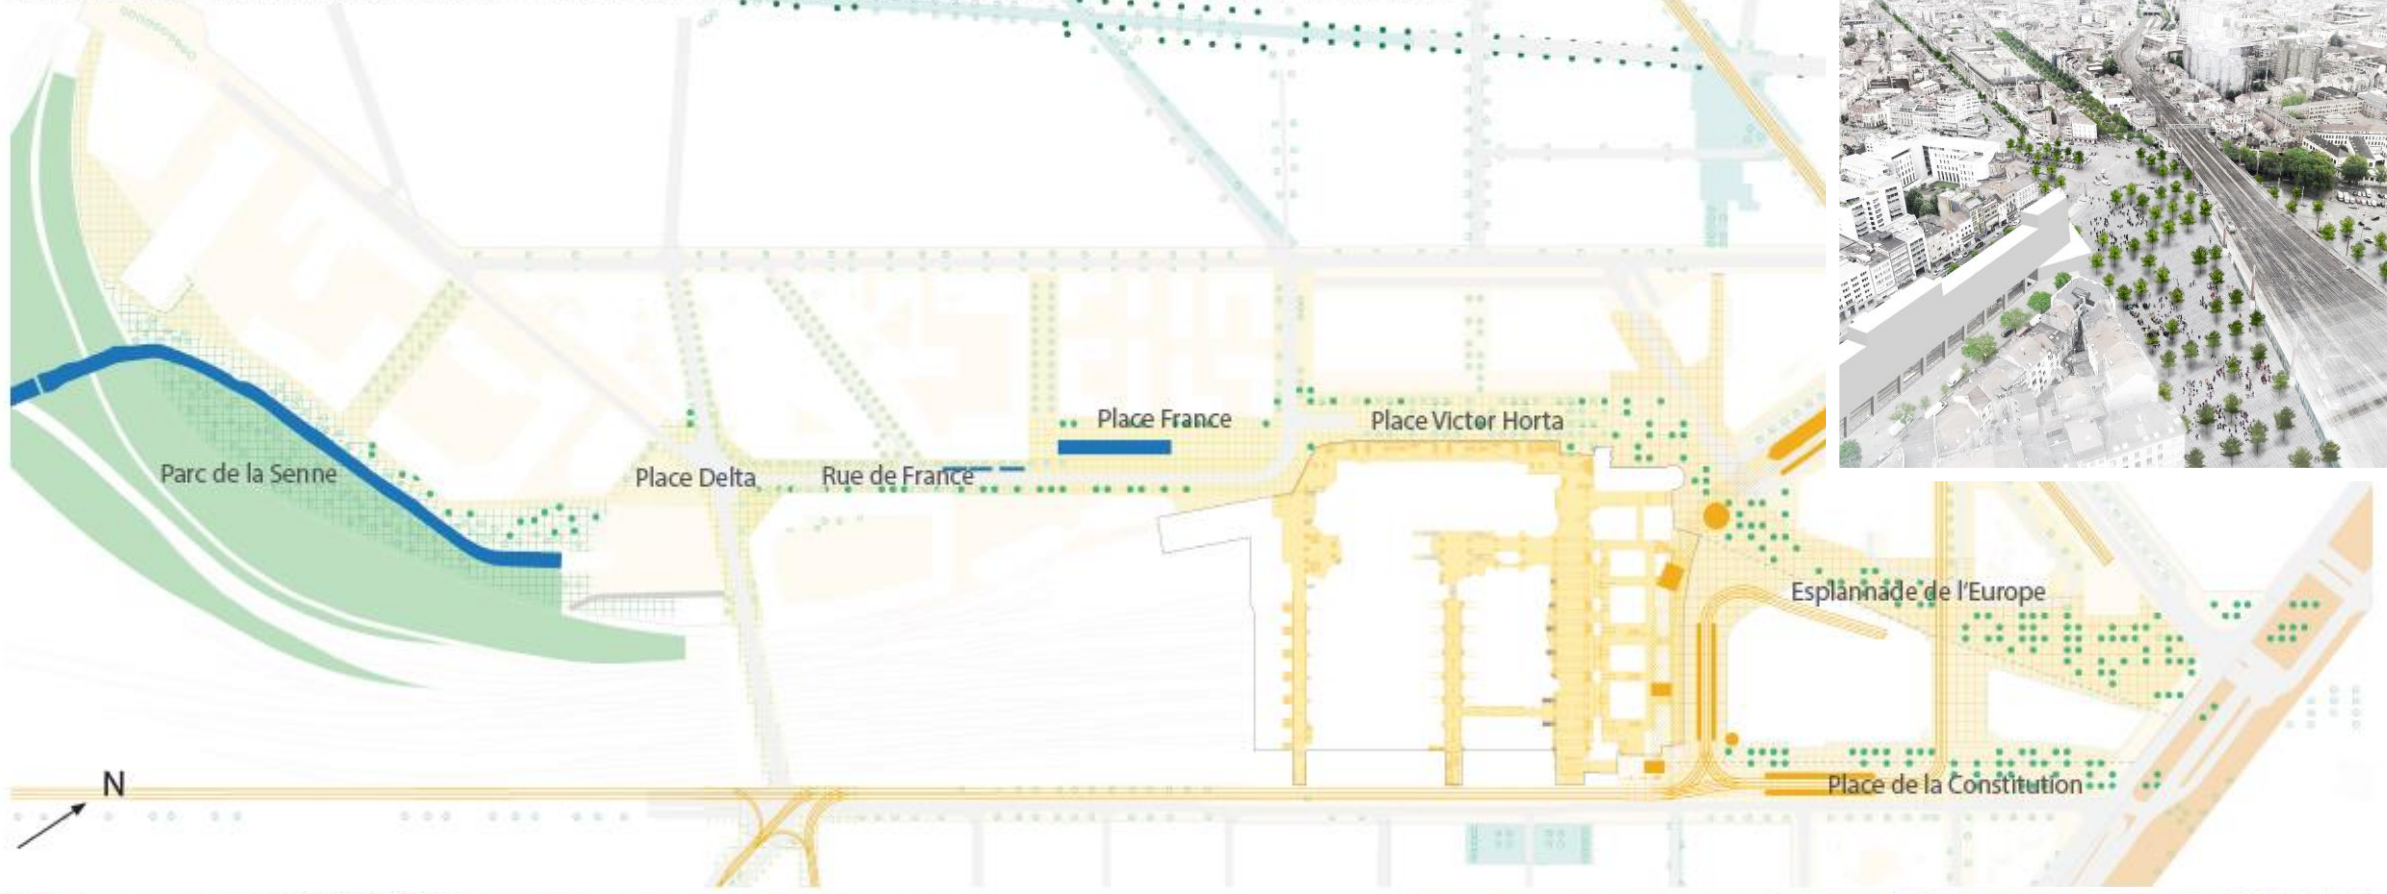 Place France
Place Victor Horta
Parc de la Senne
Place Delta
Rue de France
Esplannade de l'Europe
N
Place de la Constitution